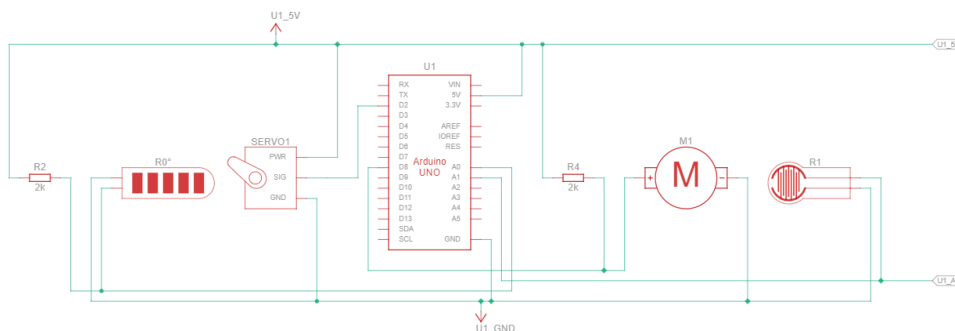 U1_5V
U1_5
U1
RX
VIN
TX
5V
D2
3.3V
D3
D4
AREF
D5
IOREF
SERVO1
D6
RES
M1
PWR
D7
R2
R0*
D8
Arduino
A0
R4
M
R1
SIG
D9
UNO
A1
+
-
2k
D10
A2
2k
GND
D11
A3
D12
A4
D13
A5
SDA
SCL
GND
U1_A
U1_GND